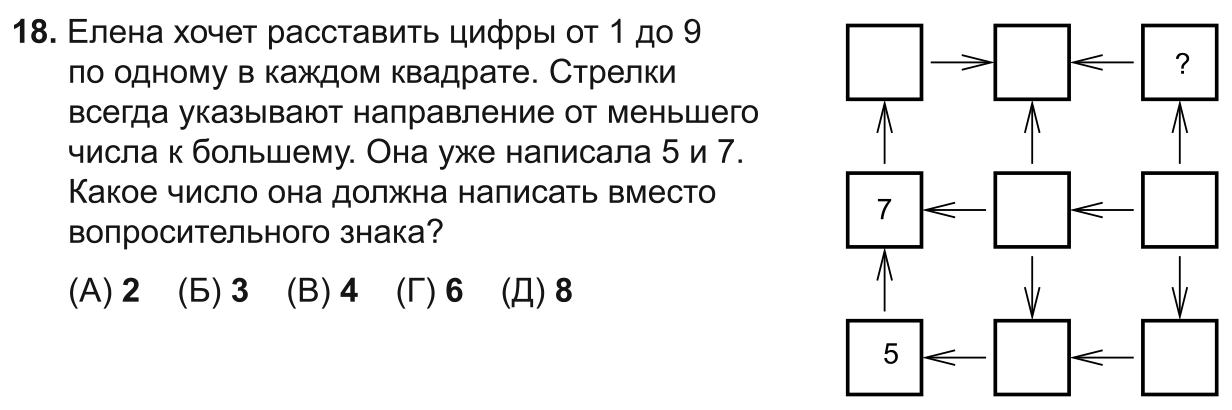 18. Елена хочет расставить цифры от 1 до 9
по одному в каждом квадрате. Стрелки
всегда указывают направление от меньшего
числа к большему. Она уже написала 5 и 7.
Какое число она должна написать вместо
вопросительного знака?
(А) 2 (Б) 3 (В) 4 (Г) 6 (Д) 8
?
7
5